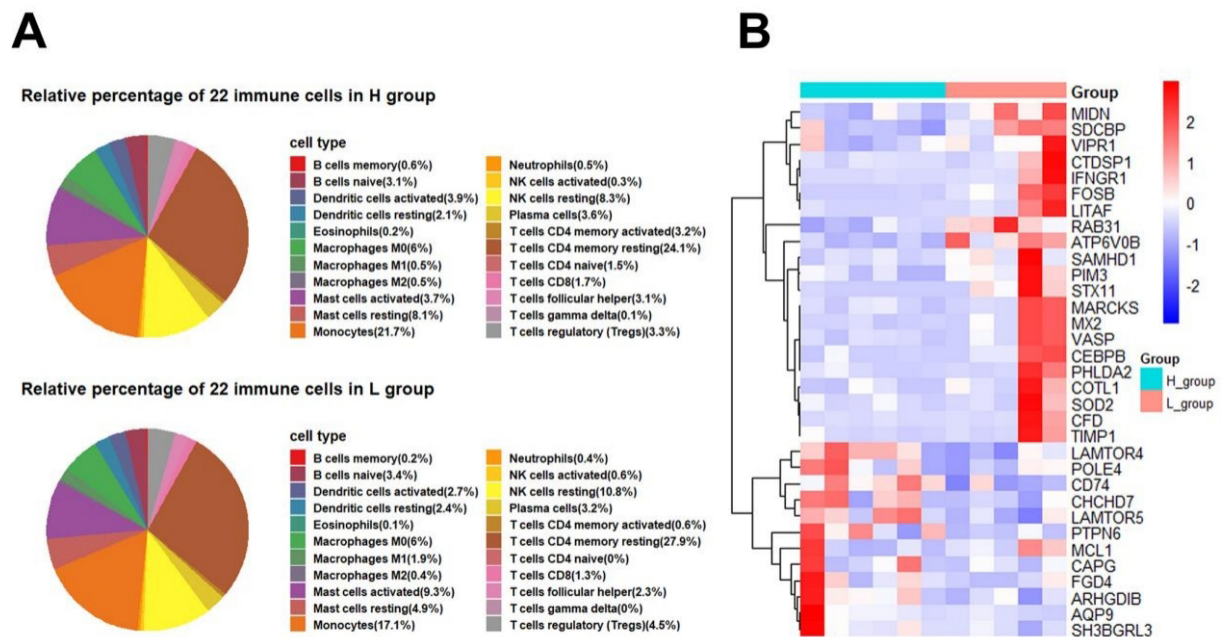 A
B
Relative percentage of 22 immune cells in H group
cell type
B cells memory(0.6%)
B cells naive(3.1%)
Dendritic cells activated(3.9%)
Dendritic cells resting(2.1%)
Eosinophils(0.2%)
Macrophages M0(6%)
Macrophages M1(0.5%)
Macrophages M2(0.5%)
Mast cells activated(3.7%)
Mast cells resting(8.1%)
Monocytes(21.7%)
Neutrophils(0.5%)
NK cells activated(0.3%)
NK cells resting(8.3%)
Plasma cells(3.6%)
T cells CD4 memory activated(3.2%)
T cells CD4 memory resting(24.1%)
T cells CD4 naive(1.5%)
T cells CD8(1.7%)
T cells follicular helper(3.1%)
T cells gamma delta(0.1%)
T cells regulatory (Tregs)(3.3%)
Relative percentage of 22 immune cells in L group
cell type
B cells memory(0.2%)
B cells naive(3.4%)
Dendritic cells activated(2.7%)
Dendritic cells resting(2.4%)
Eosinophils(0.1%)
Macrophages M0(6%)
Macrophages M1(1.9%)
Macrophages M2(0.4%)
Mast cells activated(9.3%)
Mast cells resting(4.9%)
Monocytes(17.1%)
Neutrophils(0.4%)
NK cells activated(0.6%)
NK cells resting(10.8%)
Plasma cells(3.2%)
T cells CD4 memory activated(0.6%)
T cells CD4 memory resting(27.9%)
T cells CD4 naive(0%)
T cells CD8(1.3%)
T cells follicular helper(2.3%)
T cells gamma delta(0%)
T cells regulatory (Tregs)(4.5%)
Group
MIDN
SDCBP
VIPR1
CTDSP1
IFNGR1
FOSB
LITAF
RAB31
ATP6V0B
SAMHD1
PIM3
STX11
MARCKS
MX2
VASP
CEBPB
PHLDA2
COTL1
SOD2
CFD
TIMP1
LAMTOR4
POLE4
CD74
CHCHD7
LAMTOR5
PTPN6
MCL1
CAPG
FGD4
ARHGDIB
AQP9
SH3BGRL3
2
1
0
-1
-2
Group
H_group
L_group